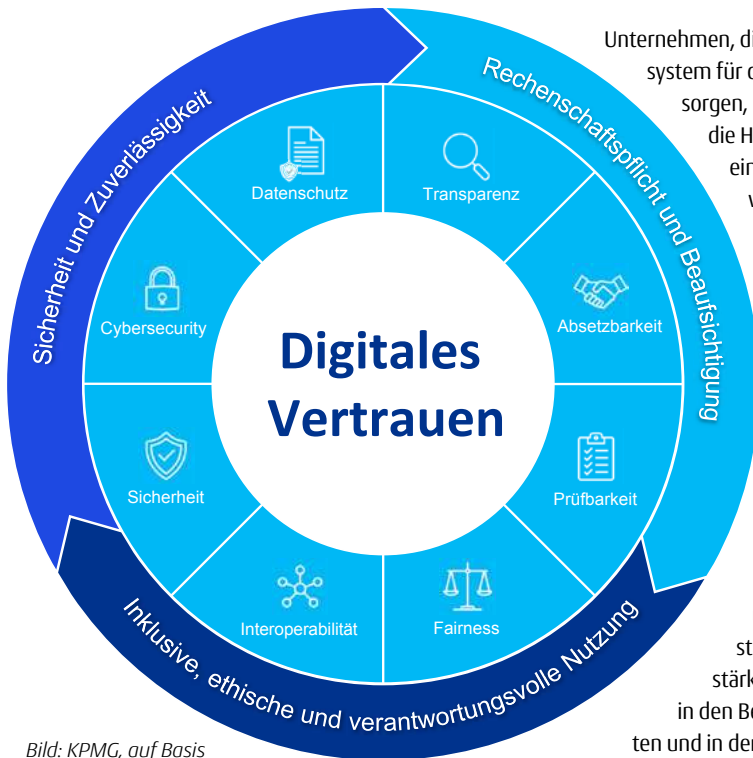 Unternehmen, di
system für d
sorgen,
die H
ein
v
Sicherheit und Zuverlässigkeit
Rechenschaftspflicht und Beaufsichtigung
Inklusive, ethische und verantwortungsvolle Nutzung
Datenschutz
Transparenz
Cybersecurity
Absetzbarkeit
Digitales
Vertrauen
Sicherheit
Prüfbarkeit
Interoperabilität
Fairness
st
stärk
in den Be
ten und in der
Bild: KPMG, auf Basis